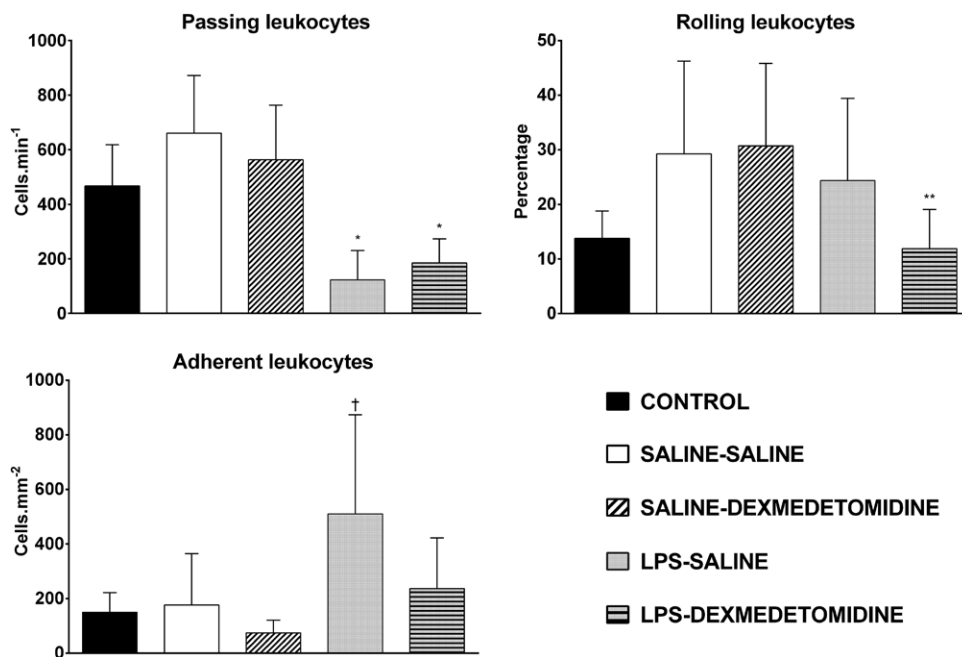 Passing leukocytes
Cells.min⁻¹
1000
800
600
400
200
0
*
*
Rolling leukocytes
Percentage
50
40
30
20
10
0
**
Adherent leukocytes
Cells.mm⁻²
1000
800
600
400
200
0
†
CONTROL
SALINE-SALINE
SALINE-DEXMEDETOMIDINE
LPS-SALINE
LPS-DEXMEDETOMIDINE